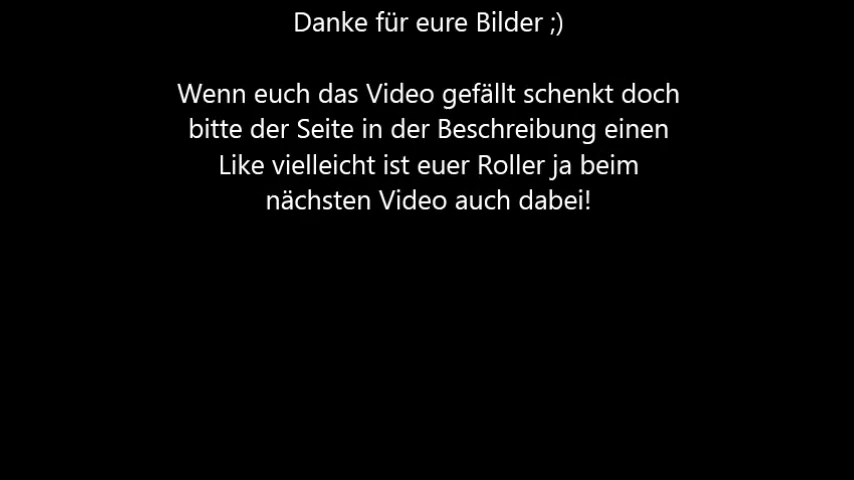 Danke für eure Bilder ;)
Wenn euch das Video gefällt schenkt doch
bitte der Seite in der Beschreibung einen
Like vielleicht ist euer Roller ja beim
nächsten Video auch dabei!